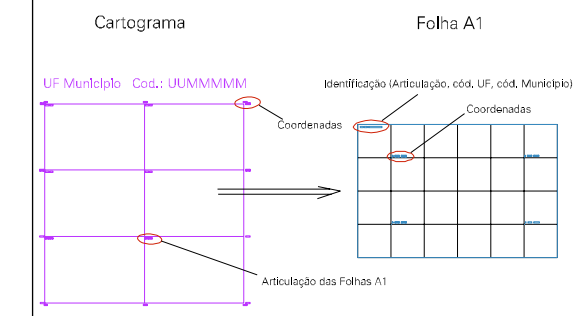 Cartograma
Folha A1
UF Município Cod.: UUMMMMM
Identificação (Articulação, cód. UF, cód. Município)
Coordenadas
Coordenadas
Articulação das Folhas A1